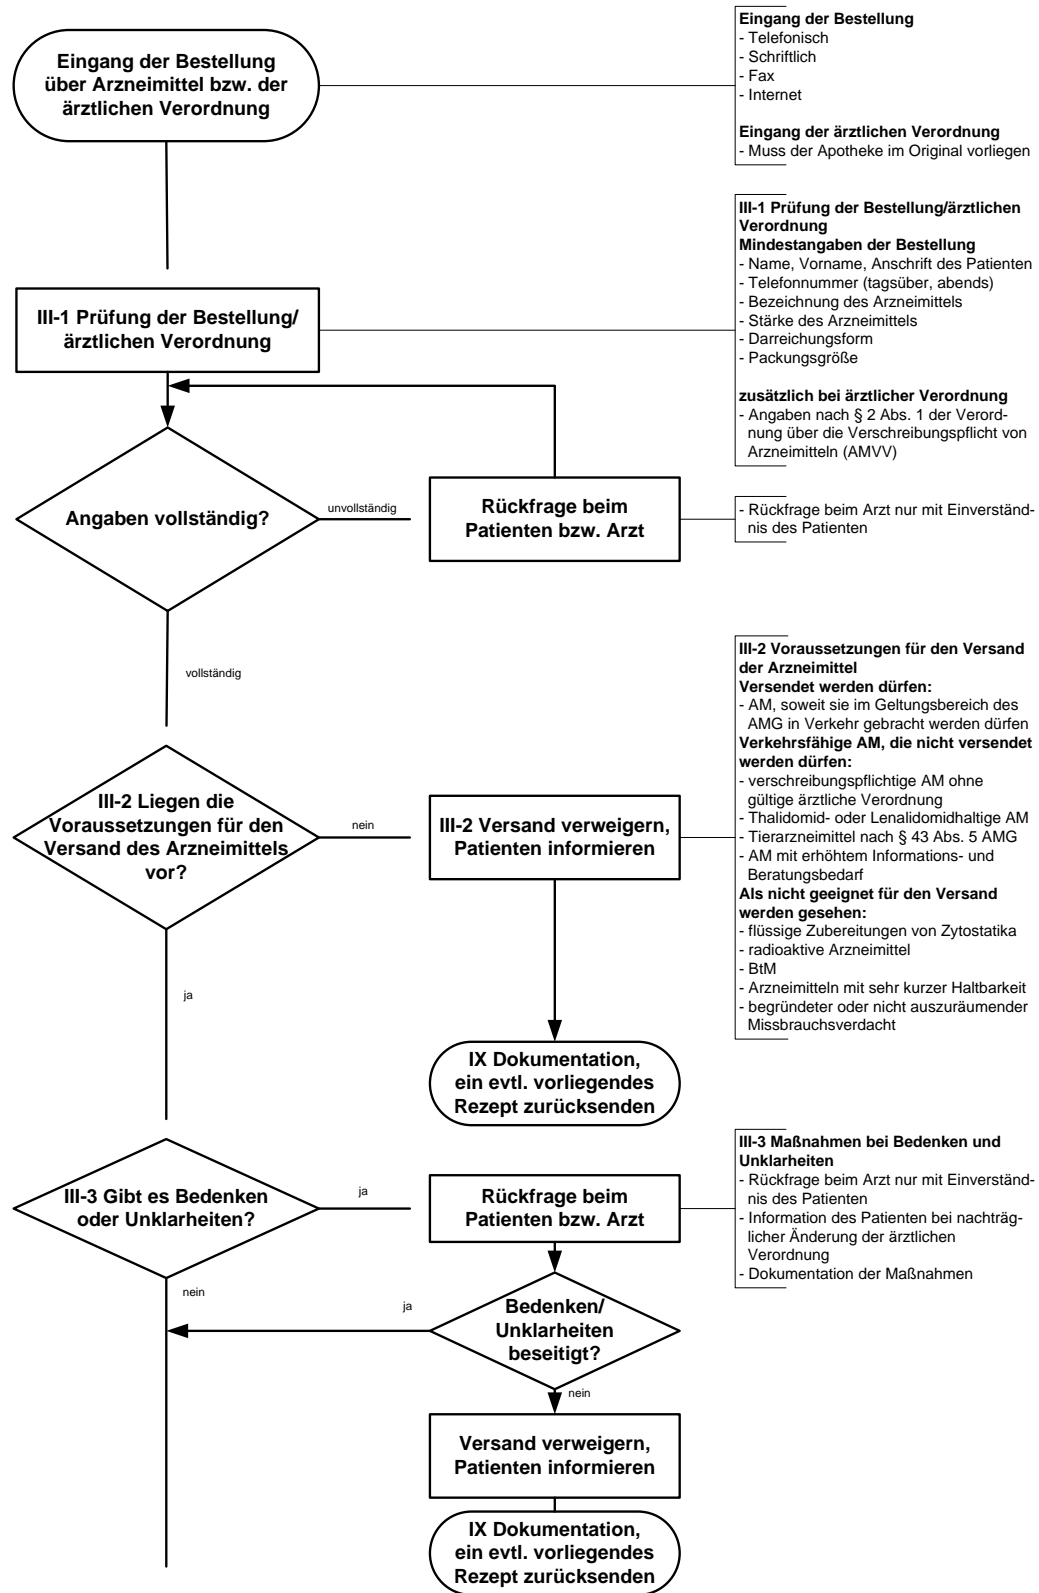 Eingang der Bestellung
über Arzneimittel bzw. der
ärztlichen Verordnung
Eingang der Bestellung
- Telefonisch
- Schriftlich
- Fax
- Internet
Eingang der ärztlichen Verordnung
- Muss der Apotheke im Original vorliegen
III-1 Prüfung der Bestellung/
ärztlichen Verordnung
III-1 Prüfung der Bestellung/ärztlichen
Verordnung
Mindestangaben der Bestellung
- Name, Vorname, Anschrift des Patienten
- Telefonnummer (tagsüber, abends)
- Bezeichnung des Arzneimittels
- Stärke des Arzneimittels
- Darreichungsform
- Packungsgröße
zusätzlich bei ärztlicher Verordnung
- Angaben nach § 2 Abs. 1 der Verord-
nung über die Verschreibungspflicht von
Arzneimitteln (AMVV)
Angaben vollständig?
unvollständig
Rückfrage beim
Patienten bzw. Arzt
- Rückfrage beim Arzt nur mit Einverständ-
nis des Patienten
vollständig
III-2 Liegen die
Voraussetzungen für den
Versand des Arzneimittels
vor?
nein
III-2 Versand verweigern,
Patienten informieren
III-2 Voraussetzungen für den Versand
der Arzneimittel
Versendet werden dürfen:
- AM, soweit sie im Geltungsbereich des
AMG in Verkehr gebracht werden dürfen
Verkehrsfähige AM, die nicht versendet
werden dürfen:
- verschreibungspflichtige AM ohne
gültige ärztliche Verordnung
- Thalidomid- oder Lenalidomidhaltige AM
- Tierarzneimittel nach § 43 Abs. 5 AMG
- AM mit erhöhtem Informations- und
Beratungsbedarf
Als nicht geeignet für den Versand
werden gesehen:
- flüssige Zubereitungen von Zytostatika
- radioaktive Arzneimittel
- BtM
- Arzneimitteln mit sehr kurzer Haltbarkeit
- begründeter oder nicht auszuräumender
Missbrauchsverdacht
ja
IX Dokumentation,
ein evtl. vorliegendes
Rezept zurücksenden
III-3 Gibt es Bedenken
oder Unklarheiten?
ja
Rückfrage beim
Patienten bzw. Arzt
III-3 Maßnahmen bei Bedenken und
Unklarheiten
- Rückfrage beim Arzt nur mit Einverständ-
nis des Patienten
- Information des Patienten bei nachträg-
licher Änderung der ärztlichen
Verordnung
- Dokumentation der Maßnahmen
nein
ja
Bedenken/
Unklarheiten
beseitigt?
nein
Versand verweigern,
Patienten informieren
IX Dokumentation,
ein evtl. vorliegendes
Rezept zurücksenden